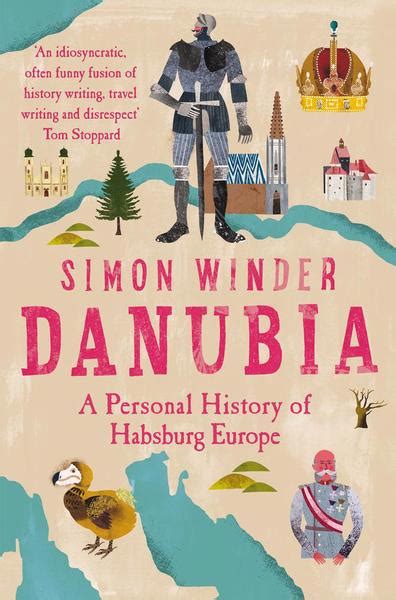 'An idiosyncratic,
often funny fusion of
history writing, travel
writing and disrespect'
Tom Stoppard
SIMON WINDER
DANUBIA
A Personal History of
Habsburg Europe